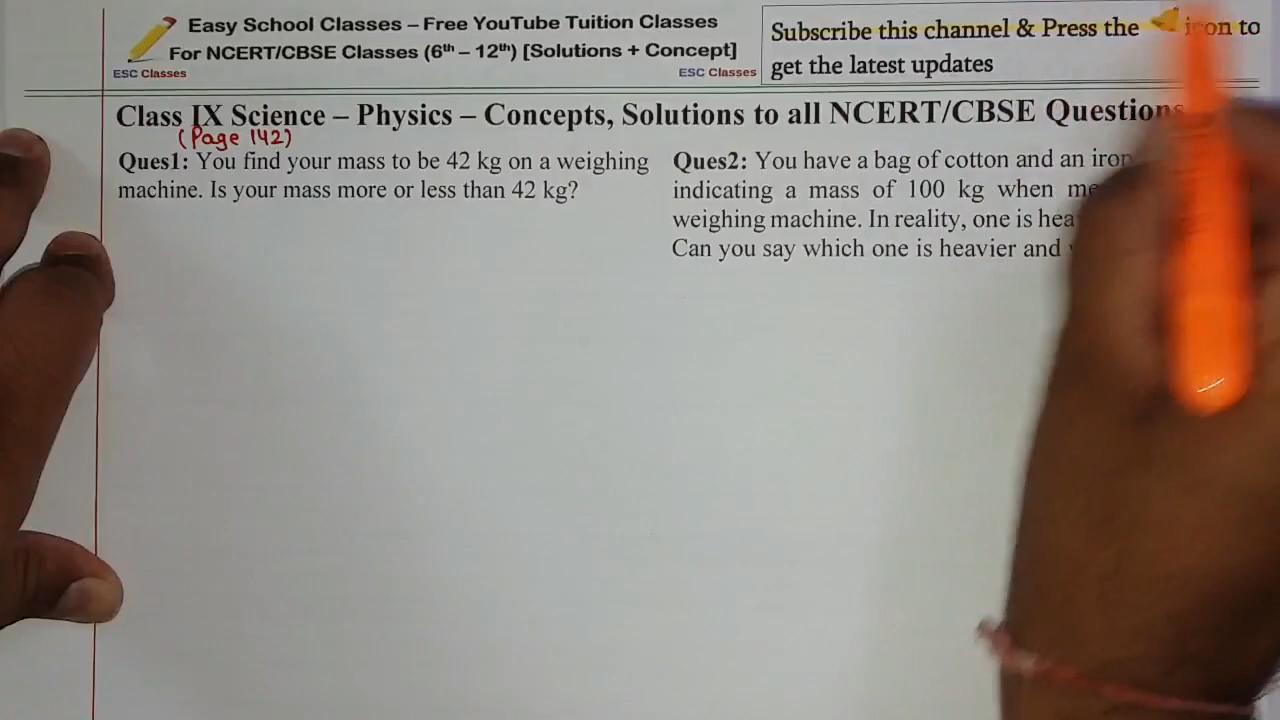 Easy School Classes – Free YouTube Tuition Classes
For NCERT/CBSE Classes (6th – 12th) [Solutions + Concept]
ESC Classes
ESC Classes
Subscribe this channel & Press the icon to
get the latest updates
Class IX Science – Physics – Concepts, Solutions to all NCERT/CBSE Questions
(Page 142)
Ques1: You find your mass to be 42 kg on a weighing
machine. Is your mass more or less than 42 kg?
Ques2: You have a bag of cotton and an iron
indicating a mass of 100 kg when
weighing machine. In reality, one is
Can you say which one is heavier and